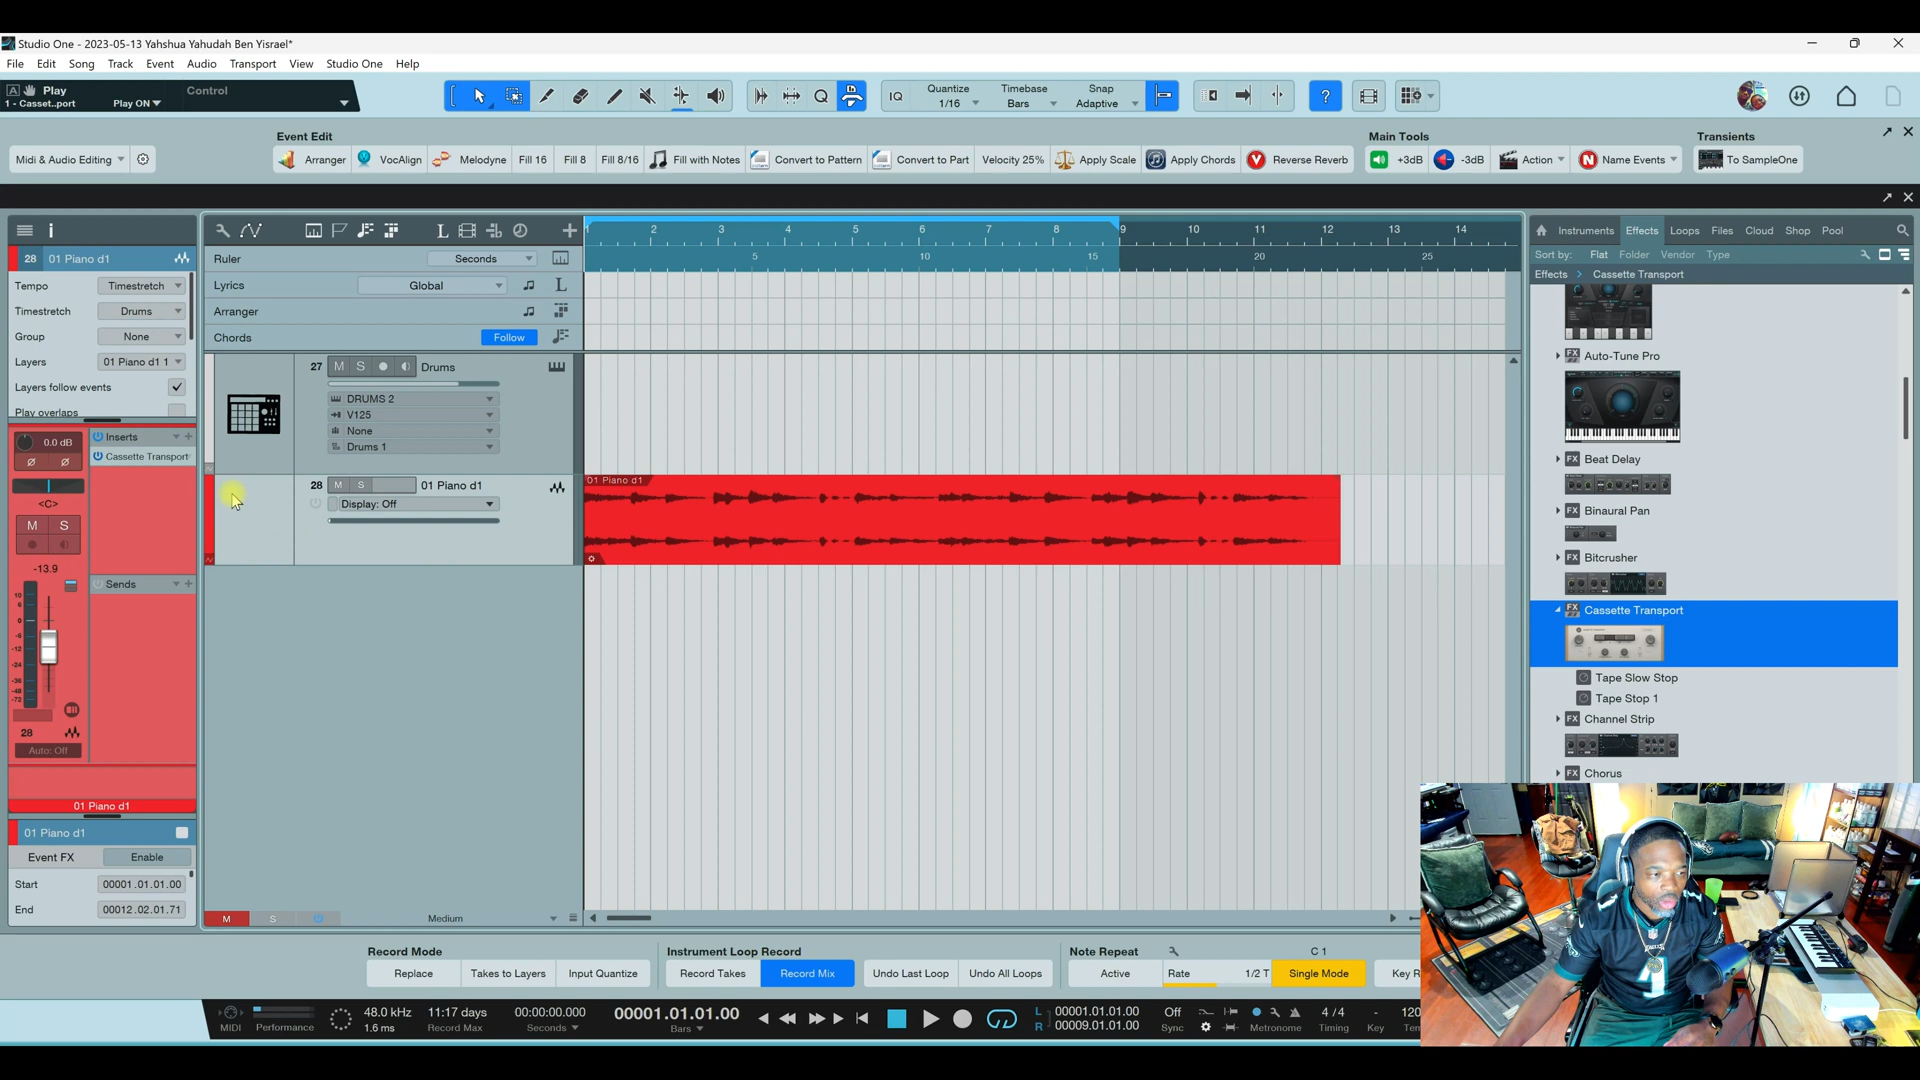 Studio One - 2023-05-13 Yahshua Yahudah Ben Yisrael*
File Edit Song Track Event Audio Transport View Studio One Help
A Play Control
1 - Casset..port Play ON
IQ Quantize Timebase Snap
1/16 Bars Adaptive
?
Event Edit Main Tools Transients
Midi & Audio Editing Arranger VocAlign Melodyne Fill 16 Fill 8 Fill 8/16 Fill with Notes Convert to Pattern Convert to Part Velocity 25% Apply Scale Apply Chords Reverse Reverb +3dB -3dB Action Name Events To SampleOne
Instruments Effects Loops Files Cloud Shop Pool
Sort by: Flat Folder Vendor Type
Effects > Cassette Transport
28 01 Piano d1
Tempo Timestretch
Timestretch Drums
Group None
Layers 01 Piano d1 1
Layers follow events
Play overlaps
0.0 dB Inserts
Cassette Transport
<C>
M S
-13.9
Sends
10
6
0
-6
-12
-24
-36
-48
-72
28
Auto: Off
01 Piano d1
01 Piano d1
Event FX Enable
Start 00001.01.01.00
End 00012.02.01.71
Ruler Seconds
Lyrics Global L
Arranger
Chords Follow
1 2 3 4 5 6 7 8 9 10 11 12 13 14
5 10 15 20 25
27 M S Drums
DRUMS 2
V125
None
Drums 1
28 M S 01 Piano d1
Display: Off
01 Piano d1
M S Medium
Auto-Tune Pro
Beat Delay
Binaural Pan
Bitcrusher
Cassette Transport
Tape Slow Stop
Tape Stop 1
Channel Strip
Chorus
Record Mode Instrument Loop Record Note Repeat C 1
Replace Takes to Layers Input Quantize Record Takes Record Mix Undo Last Loop Undo All Loops Active Rate 1/2 T Single Mode Key R
MIDI Performance 48.0 kHz 11:17 days 00:00:00.000 00001.01.01.00 L 00001.01.01.00 Off 4 / 4 - 120
1.6 ms Record Max Seconds Bars R 00009.01.01.00 Sync Metronome Timing Key Tem